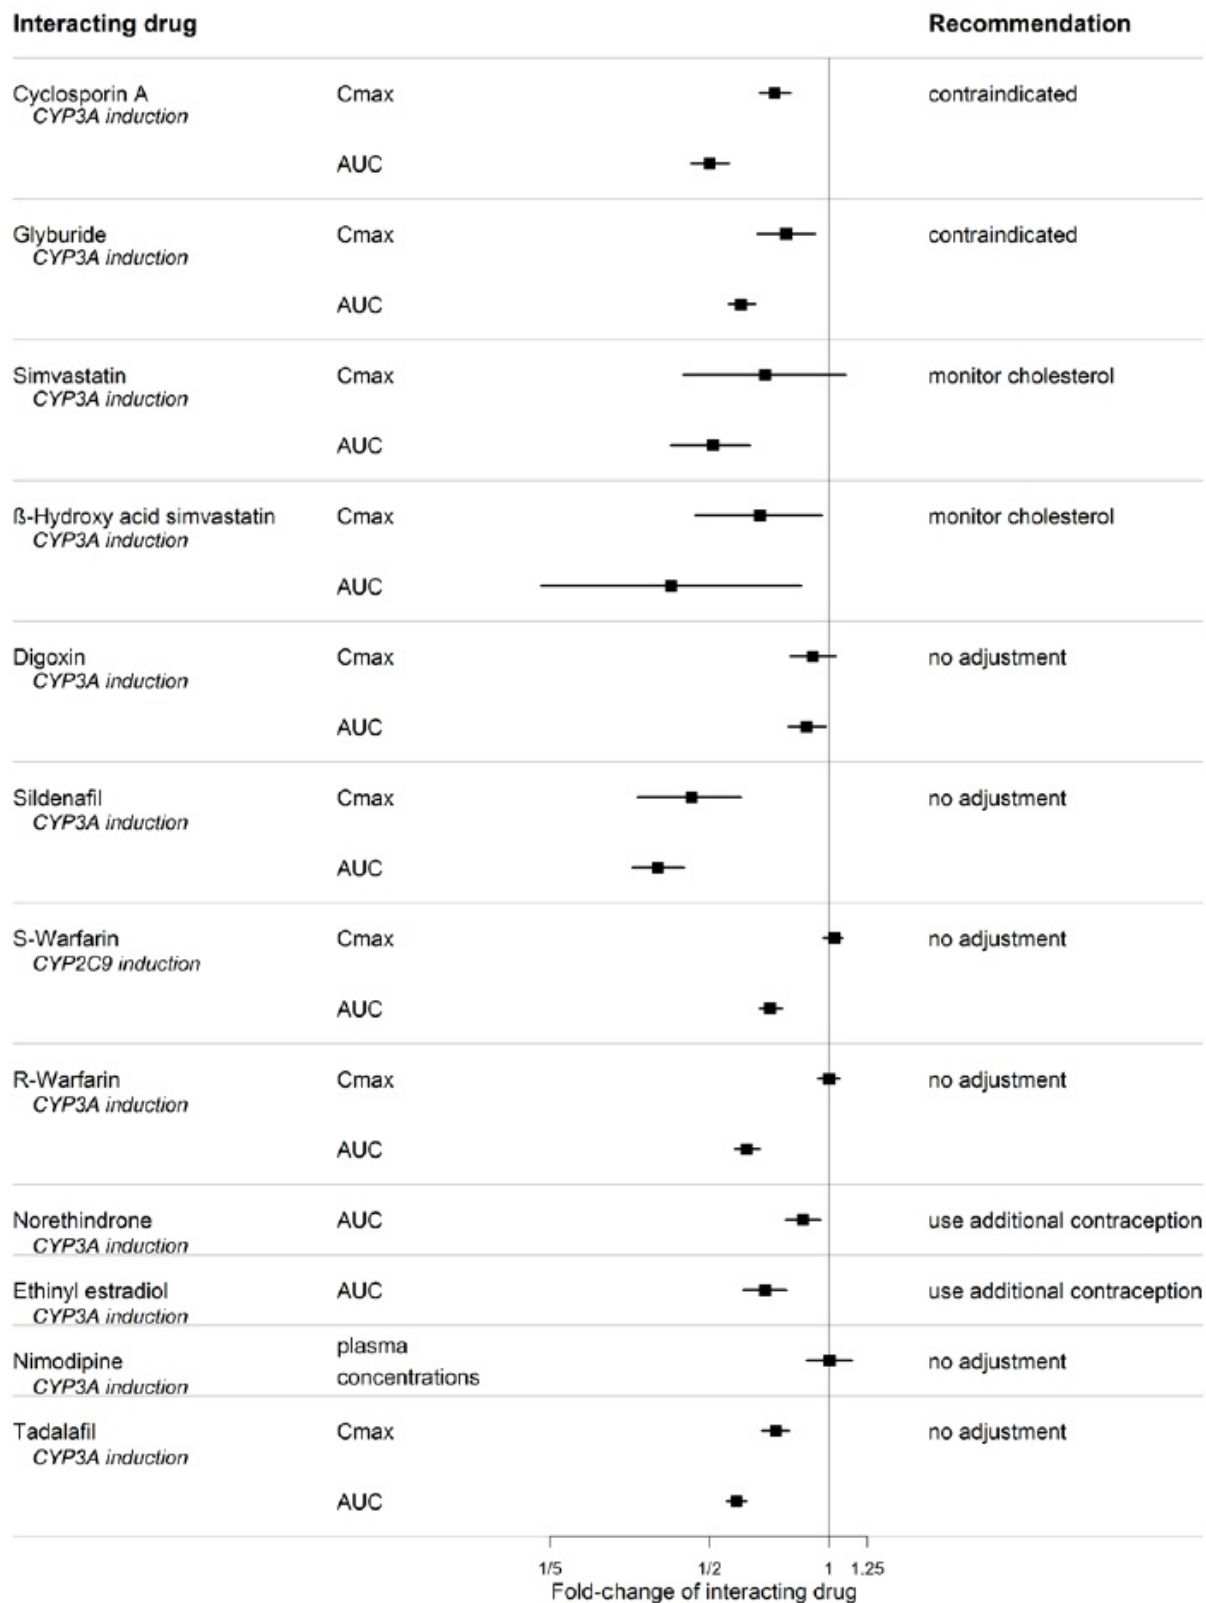 Interacting drug Recommendation
Cyclosporin A Cmax contraindicated
CYP3A induction
AUC
Glyburide Cmax contraindicated
CYP3A induction
AUC
Simvastatin Cmax monitor cholesterol
CYP3A induction
AUC
ß-Hydroxy acid simvastatin Cmax monitor cholesterol
CYP3A induction
AUC
Digoxin Cmax no adjustment
CYP3A induction
AUC
Sildenafil Cmax no adjustment
CYP3A induction
AUC
S-Warfarin Cmax no adjustment
CYP2C9 induction
AUC
R-Warfarin Cmax no adjustment
CYP3A induction
AUC
Norethindrone AUC use additional contraception
CYP3A induction
Ethinyl estradiol AUC use additional contraception
CYP3A induction
plasma
Nimodipine no adjustment
concentrations
CYP3A induction
Tadalafil Cmax no adjustment
CYP3A induction
AUC
1/5 1/2 1 1.25
Fold-change of interacting drug